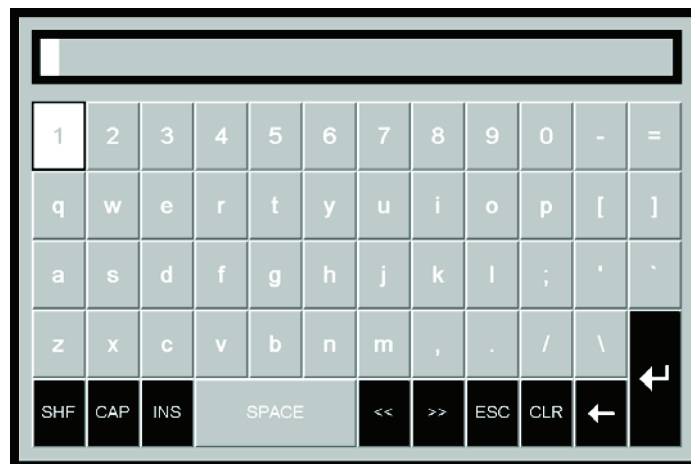 1 2 3 4 5 6 7 8 9 0 - =
q w e r t y u i o p [ ]
a s d f g h j k l ; ' `
z x c v b n m , . / \
SHF CAP INS SPACE << >> ESC CLR ←